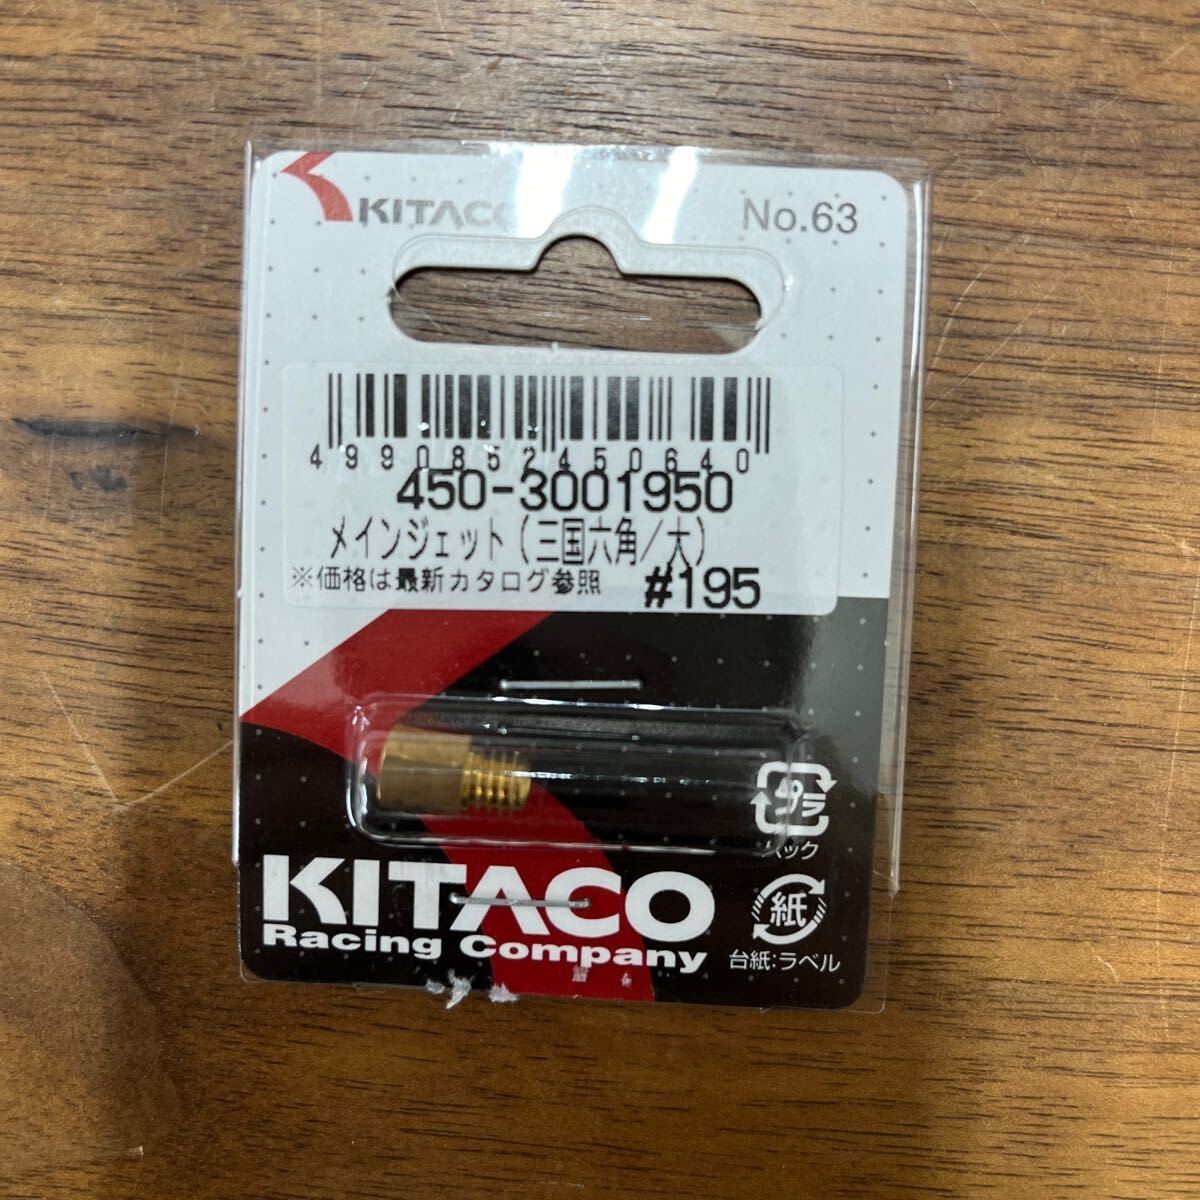 KITACO
No.63
4990852450640
450-3001950
メインジェット(三国六角/大)
※価格は最新カタログ参照 #195
プラ
パック
KITACO
Racing Company
紙
台紙:ラベル